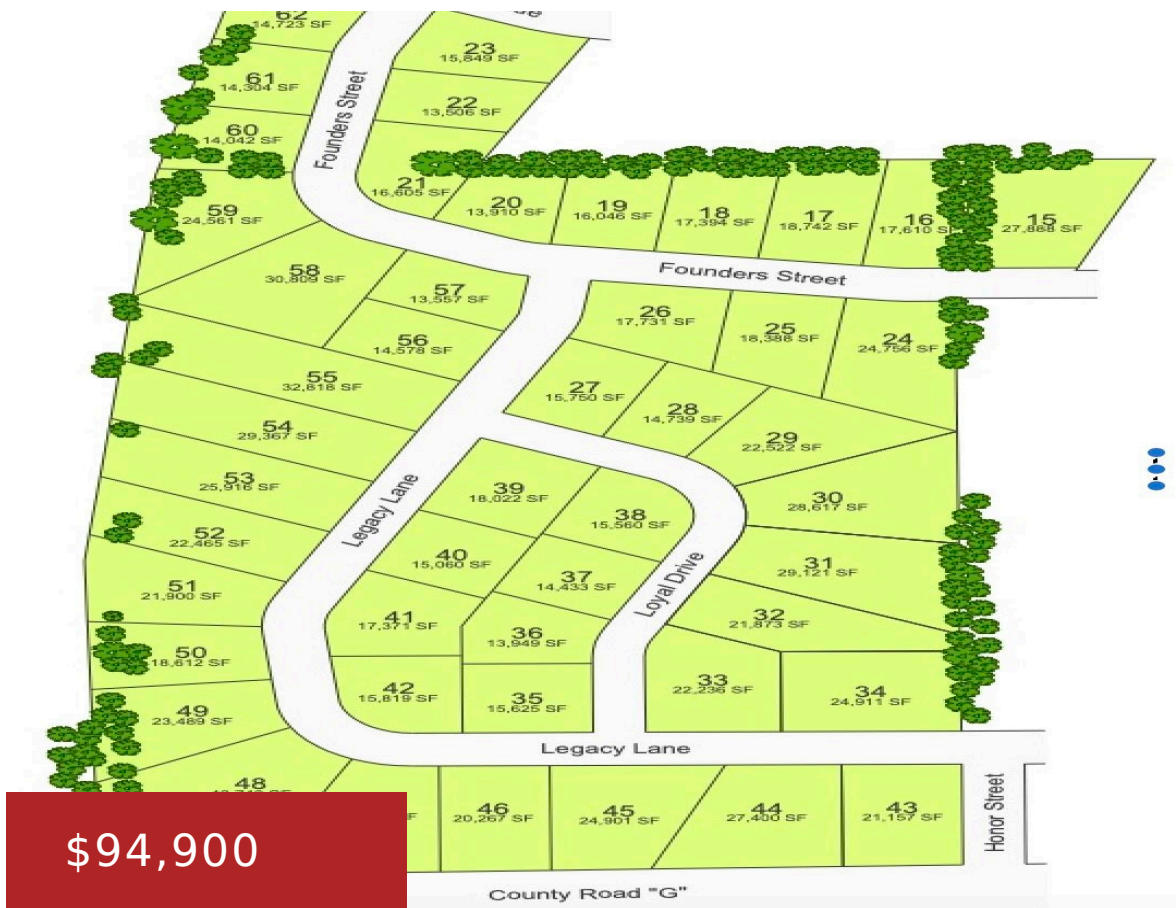 62
14,723 SF
23
15,849 SF
61
14,304 SF
22
13,506 SF
60
14,042 SF
Founders Street
21
16,605 SF
59
24,561 SF
20
13,910 SF
19
16,046 SF
18
17,394 SF
17
18,742 SF
16
17,610 S
15
27,888 SF
58
30,809 SF
57
13,557 SF
Founders Street
56
14,578 SF
26
17,731 SF
25
18,388 SF
24
24,756 SF
55
32,818 SF
27
15,750 SF
28
14,739 SF
54
29,367 SF
29
22,522 SF
53
25,916 SF
39
18,022 SF
38
15,560 SF
30
28,617 SF
Legacy Lane
52
22,465 SF
40
15,060 SF
37
14,433 SF
31
29,121 SF
Loyal Drive
51
21,900 SF
41
17,371 SF
36
13,949 SF
32
21,873 SF
50
18,612 SF
42
15,819 SF
35
15,625 SF
33
22,236 SF
34
24,911 SF
49
23,489 SF
Legacy Lane
48
46
20,267 SF
45
24,901 SF
44
27,400 SF
43
21,157 SF
Honor Street
$94,900
County Road "G"